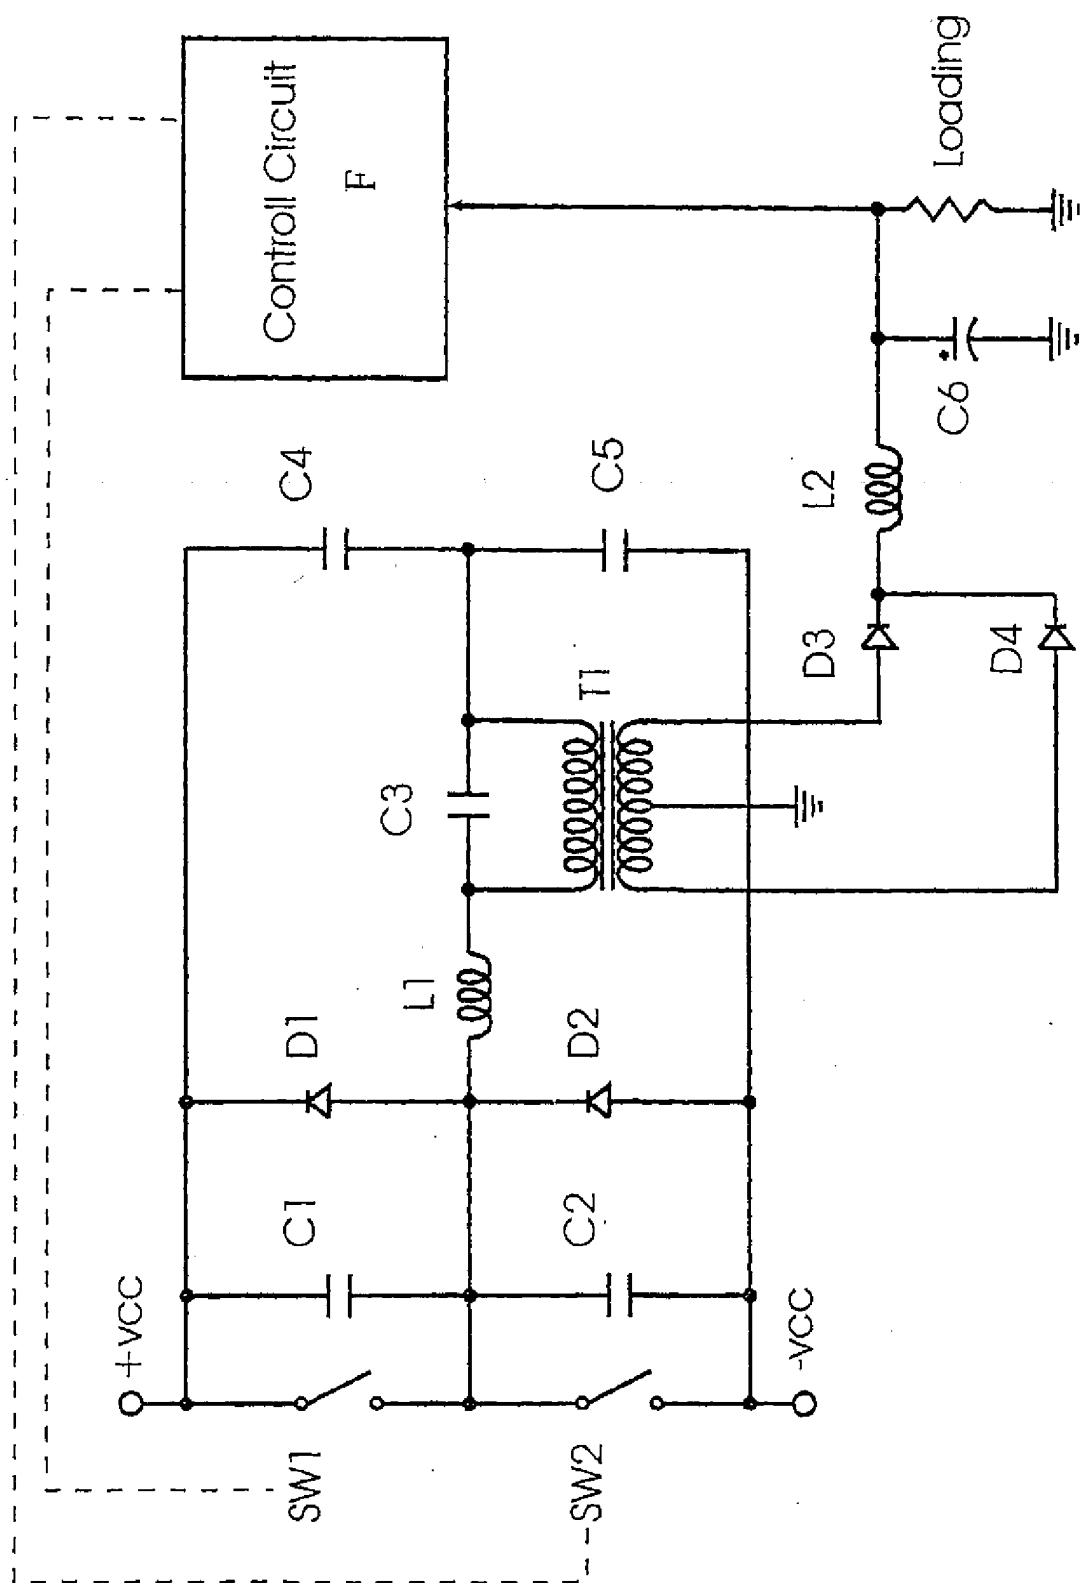 Controll Circuit
F
Loading
+VCC
C1
D1
L1
C3
C4
SW1
SW2
C2
D2
T1
C5
L2
C6
D3
D4
-VCC